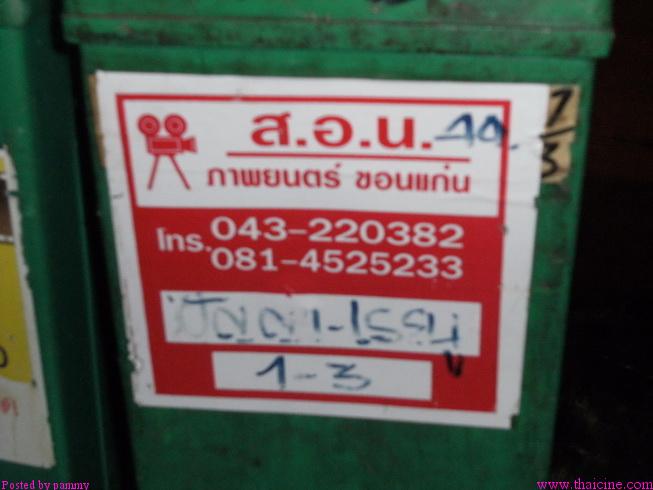 ส.อ.น.
ภาพยนตร์ ขอนแก่น
โทร. 043-220382
081-4525233
1-3
Posted by pammy
www.thaicine.com